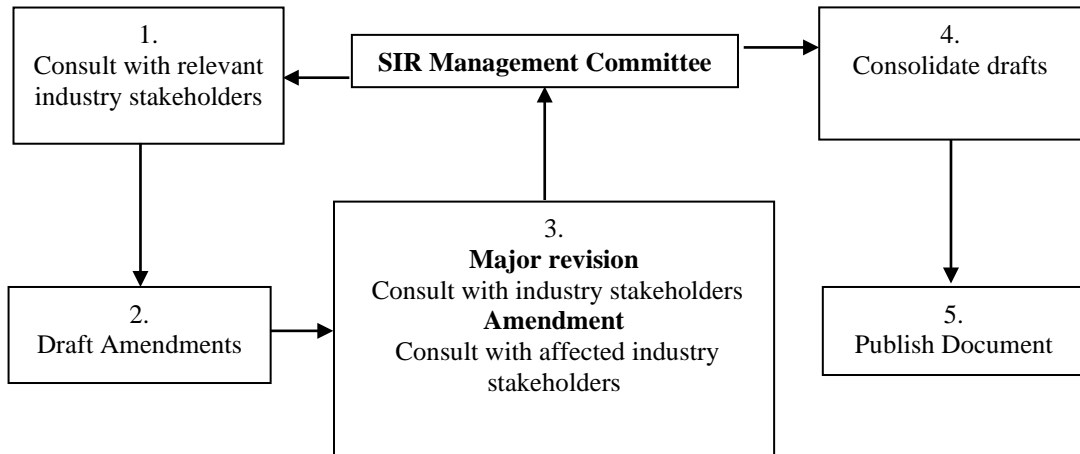 1.
Consult with relevant
industry stakeholders
SIR Management Committee
4.
Consolidate drafts
2.
Draft Amendments
3.
Major revision
Consult with industry stakeholders
Amendment
Consult with affected industry
stakeholders
5.
Publish Document